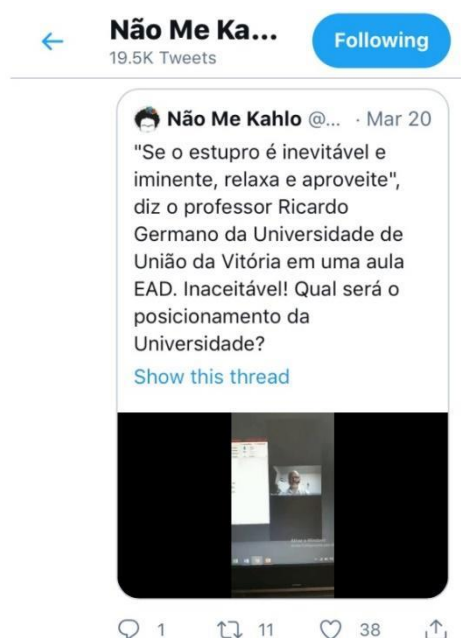 Não Me Ka...
19.5K Tweets
Following
Não Me Kahlo @... · Mar 20
"Se o estupro é inevitável e
iminente, relaxa e aproveite",
diz o professor Ricardo
Germano da Universidade de
União da Vitória em uma aula
EAD. Inaceitável! Qual será o
posicionamento da
Universidade?
Show this thread
1 11 38